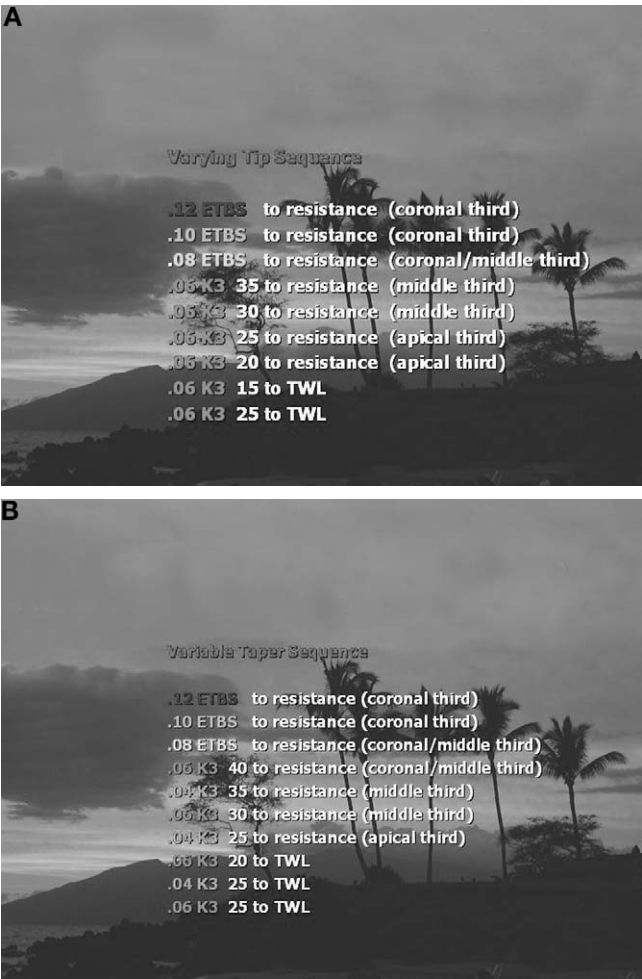 A
Varying Tip Sequence
.12 ETBS to resistance (coronal third)
.10 ETBS to resistance (coronal third)
.08 ETBS to resistance (coronal/middle third)
.06 K3 35 to resistance (middle third)
.06 K3 30 to resistance (middle third)
.06 K3 25 to resistance (apical third)
.06 K3 20 to resistance (apical third)
.06 K3 15 to TWL
.06 K3 25 to TWL
B
Variable Taper Sequence
.12 ETBS to resistance (coronal third)
.10 ETBS to resistance (coronal third)
.08 ETBS to resistance (coronal/middle third)
.06 K3 40 to resistance (coronal/middle third)
.04 K3 35 to resistance (middle third)
.06 K3 30 to resistance (middle third)
.04 K3 25 to resistance (apical third)
.06 K3 20 to TWL
.04 K3 25 to TWL
.06 K3 25 to TWL